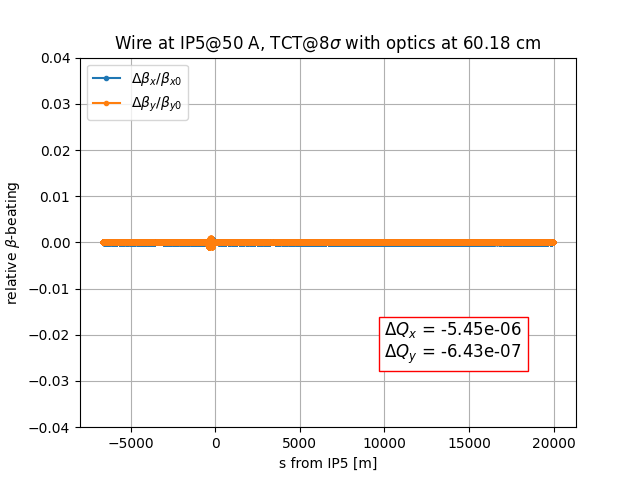 Wire at IP5@50 A, TCT@8σ with optics at 60.18 cm
Δβx/βx0
Δβy/βy0
0.04
0.03
0.02
0.01
0.00
−0.01
−0.02
−0.03
−0.04
relative β-beating
ΔQx = -5.45e-06
ΔQy = -6.43e-07
−5000 0 5000 10000 15000 20000
s from IP5 [m]